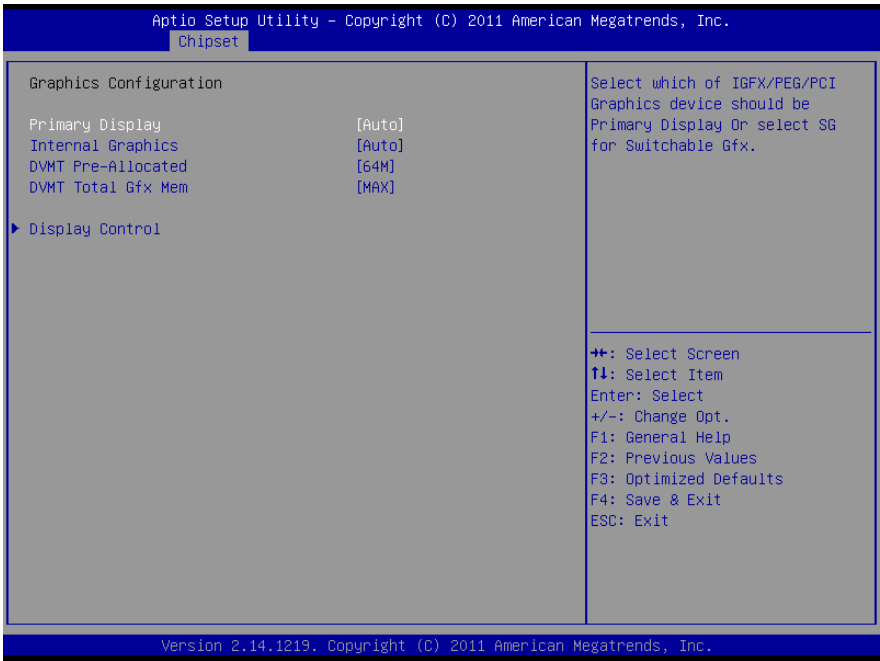 Aptio Setup Utility – Copyright (C) 2011 American Megatrends, Inc.
Chipset
Graphics Configuration
Primary Display [Auto]
Internal Graphics [Auto]
DVMT Pre-Allocated [64M]
DVMT Total Gfx Mem [MAX]
Display Control
Select which of IGFX/PEG/PCI
Graphics device should be
Primary Display Or select SG
for Switchable Gfx.
→←: Select Screen
↑↓: Select Item
Enter: Select
+/-: Change Opt.
F1: General Help
F2: Previous Values
F3: Optimized Defaults
F4: Save & Exit
ESC: Exit
Version 2.14.1219. Copyright (C) 2011 American Megatrends, Inc.